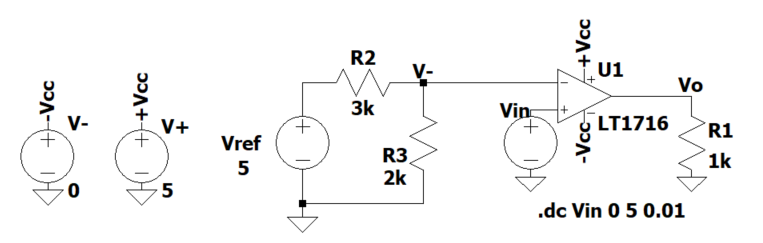 -Vcc
V-
0
+Vcc
V+
5
Vref
5
R2
3k
V-
R3
2k
Vin
+Vcc
U1
LT1716
-Vcc
Vo
R1
1k
.dc Vin 0 5 0.01